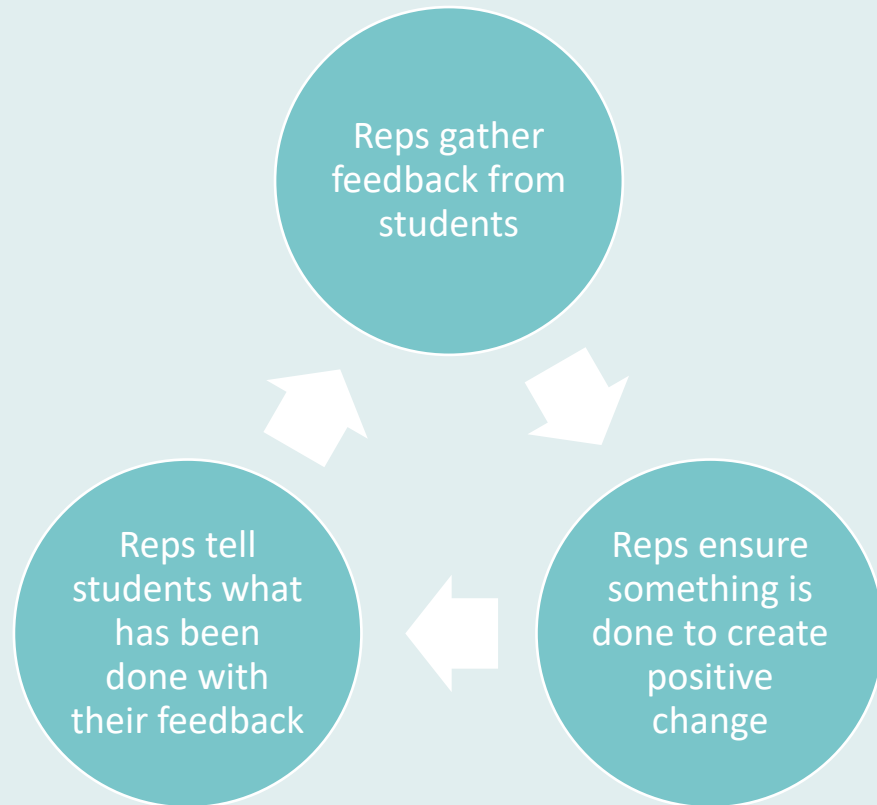 Reps gather
feedback from
students
Reps ensure
something is
done to create
positive
change
Reps tell
students what
has been
done with
their feedback